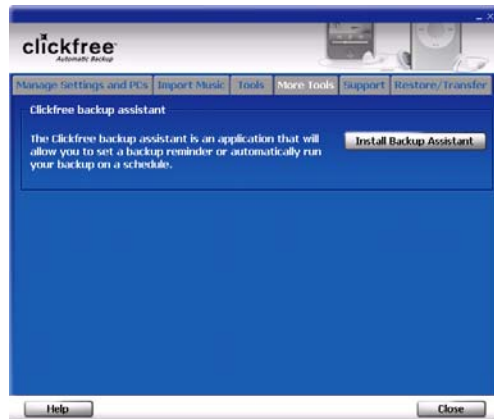 clickfree
Automatic Backup
Manage Settings and PCs Import Music Tools More Tools Support Restore/Transfer
Clickfree backup assistant
The Clickfree backup assistant is an application that will
allow you to set a backup reminder or automatically run
your backup on a schedule.
Install Backup Assistant
Help
Close